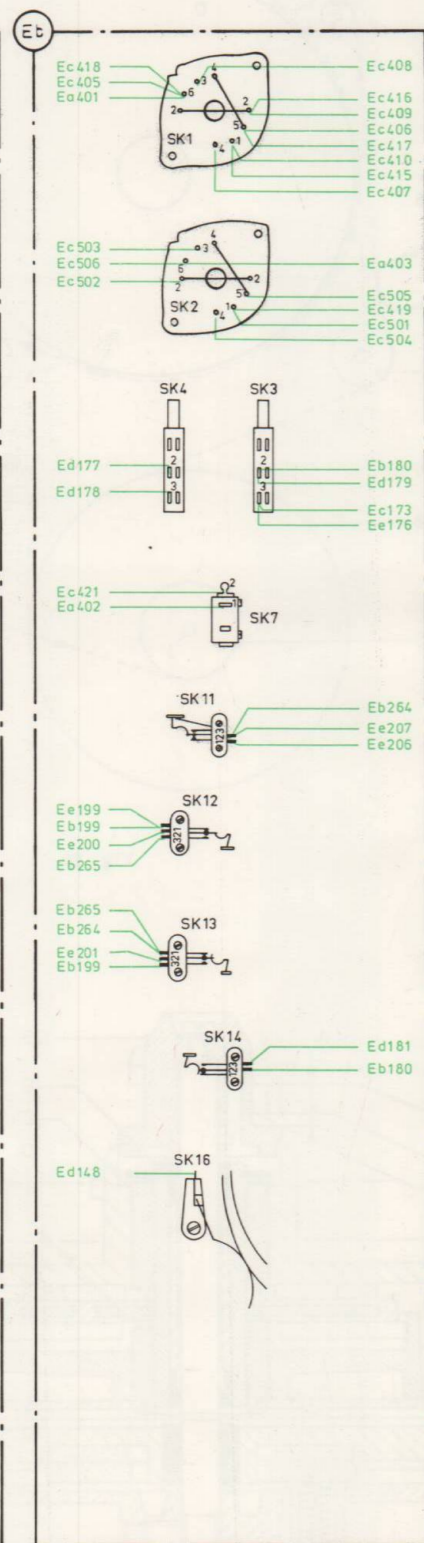 Eb
Ec418
Ec405
Ea401
4
3
6
2
2
5
1
4
SK1
Ec408
Ec416
Ec409
Ec406
Ec417
Ec410
Ec415
Ec407
Ec503
Ec506
Ec502
4
3
6
2
2
5
1
4
SK2
Ea403
Ec505
Ec419
Ec501
Ec504
SK4 SK3
2 2
3 3
Ed177
Ed178
Eb180
Ed179
Ec173
Ee176
Ec421
Ea402
2
1
SK7
SK11
123
Eb264
Ee207
Ee206
SK12
Ee199
Eb199
Ee200
Eb265
321
SK13
Eb265
Eb264
Ee201
Eb199
321
SK14
123
Ed181
Eb180
Ed148
SK16